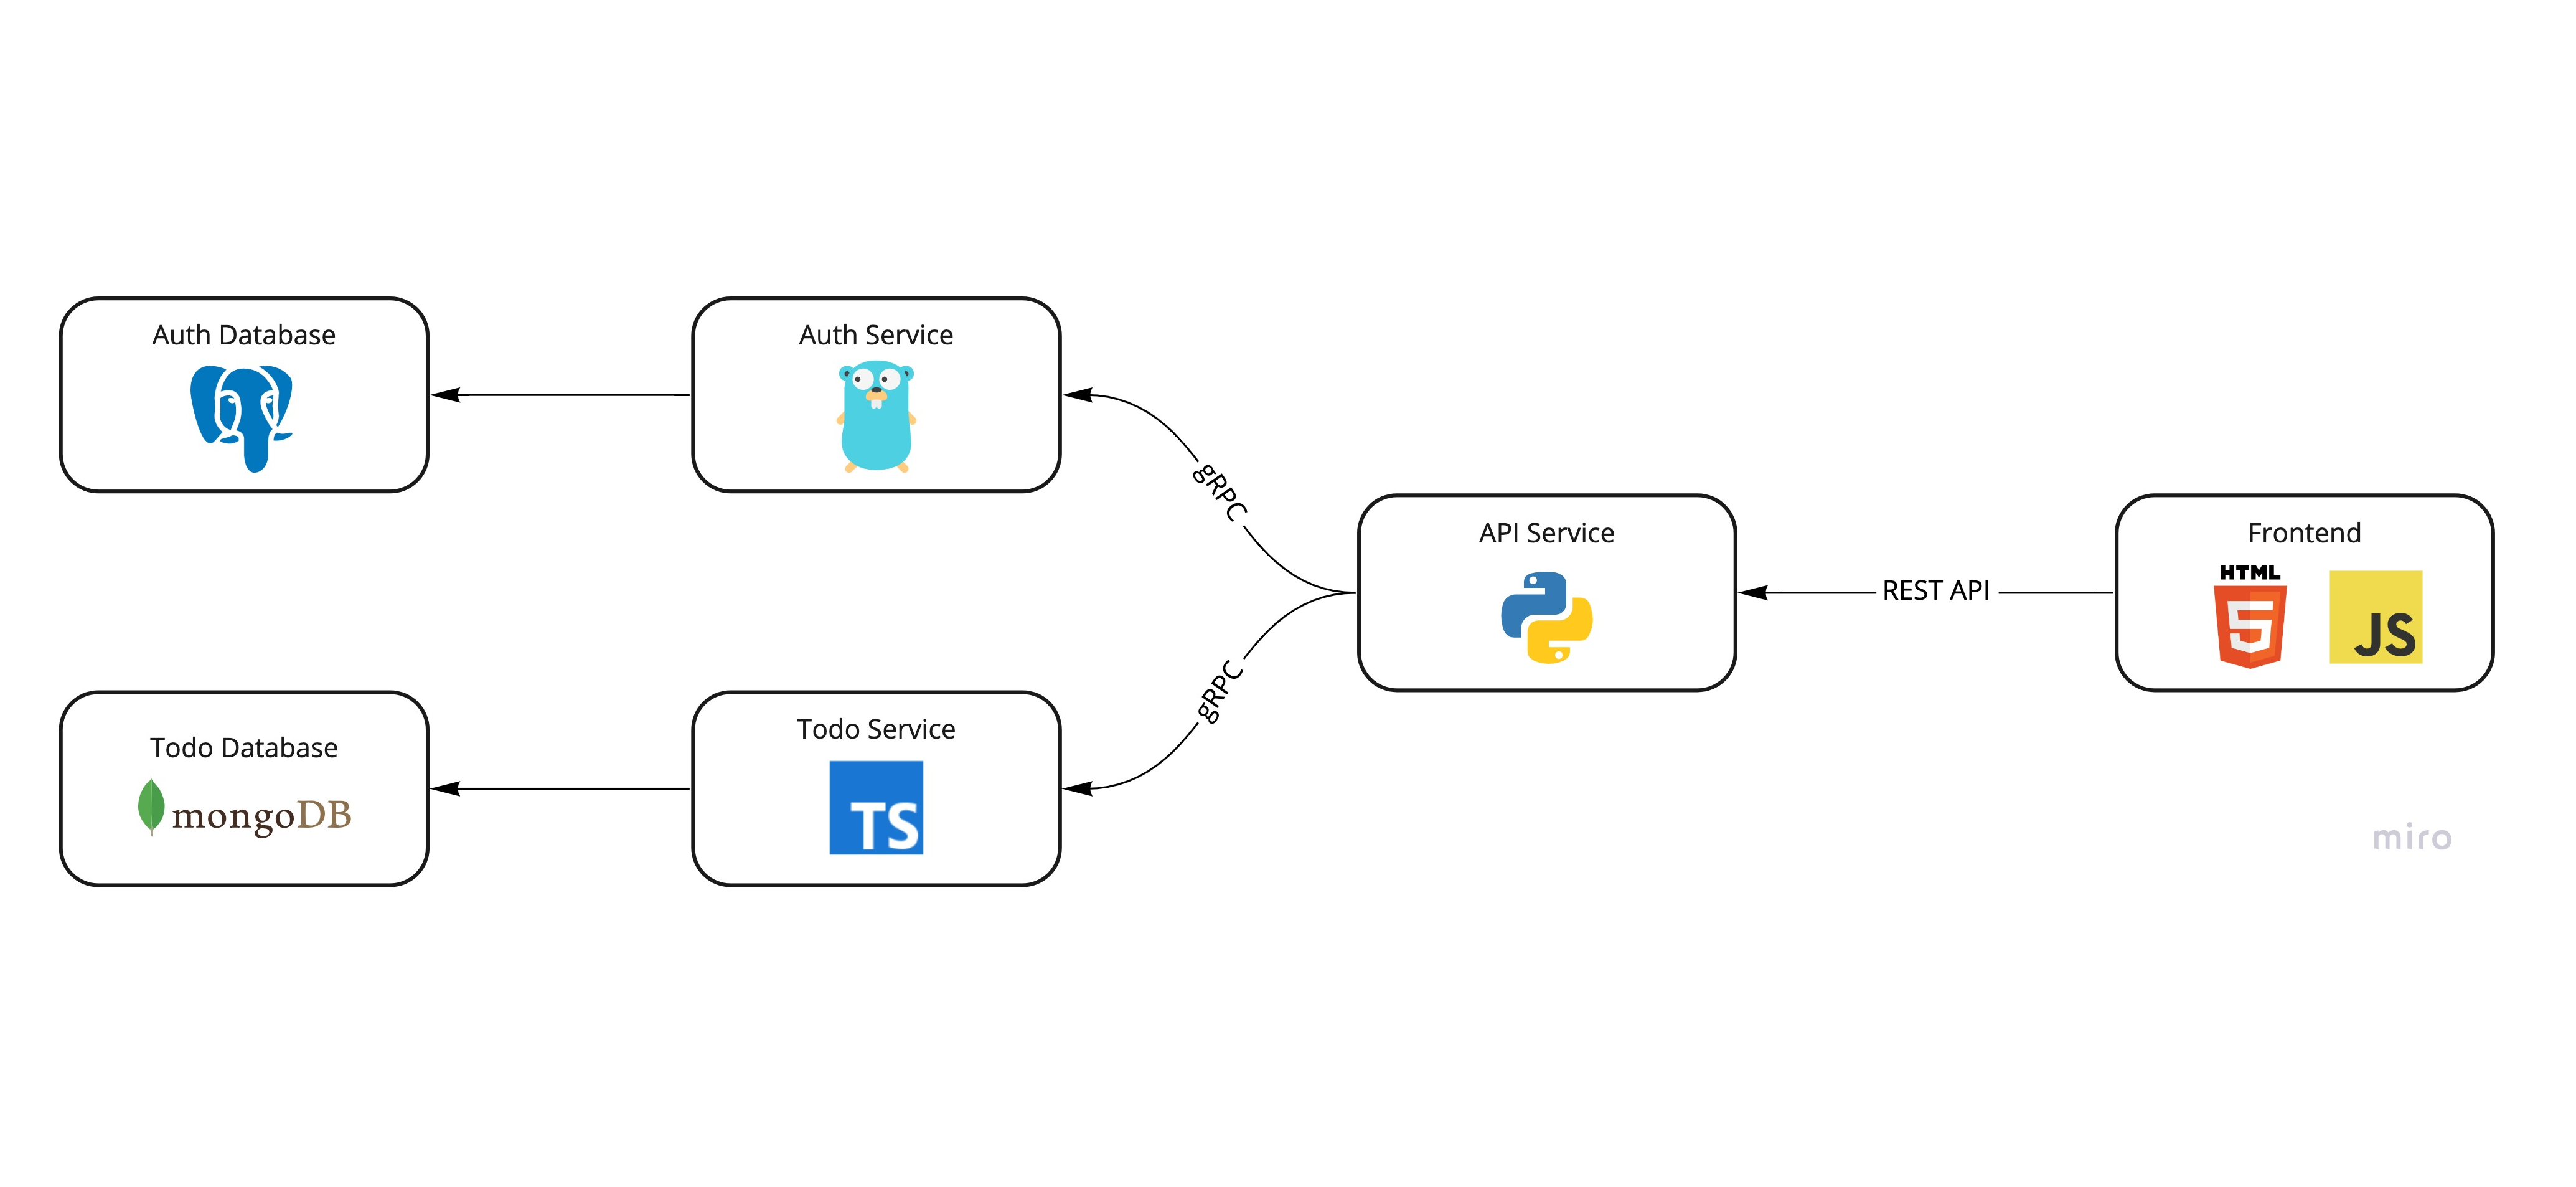 Auth Database
Auth Service
gRPC
API Service
REST API
Frontend
HTML
5
JS
Todo Database
mongoDB
Todo Service
TS
gRPC
miro